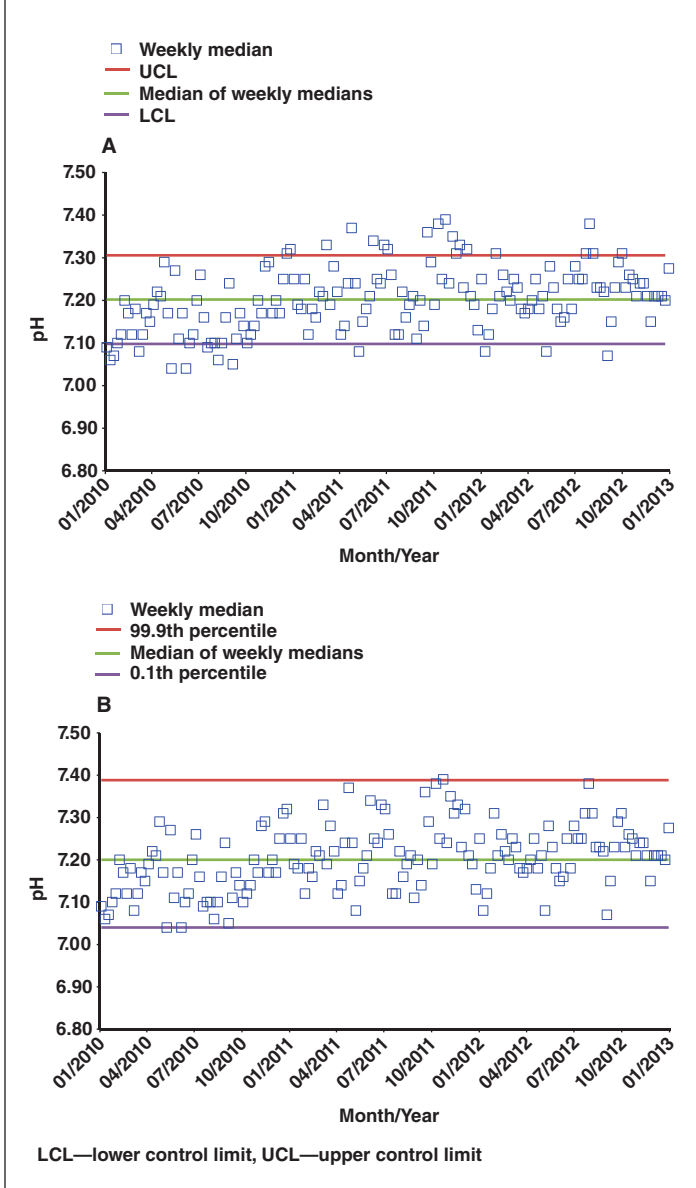 Weekly median
UCL
Median of weekly medians
LCL
A
7.50
7.40
7.30
7.20
7.10
7.00
6.90
6.80
pH
01/2010
04/2010
07/2010
10/2010
01/2011
04/2011
07/2011
10/2011
01/2012
04/2012
07/2012
10/2012
01/2013
Month/Year
Weekly median
99.9th percentile
Median of weekly medians
0.1th percentile
B
7.50
7.40
7.30
7.20
7.10
7.00
6.90
6.80
pH
01/2010
04/2010
07/2010
10/2010
01/2011
04/2011
07/2011
10/2011
01/2012
04/2012
07/2012
10/2012
01/2013
Month/Year
LCL—lower control limit, UCL—upper control limit